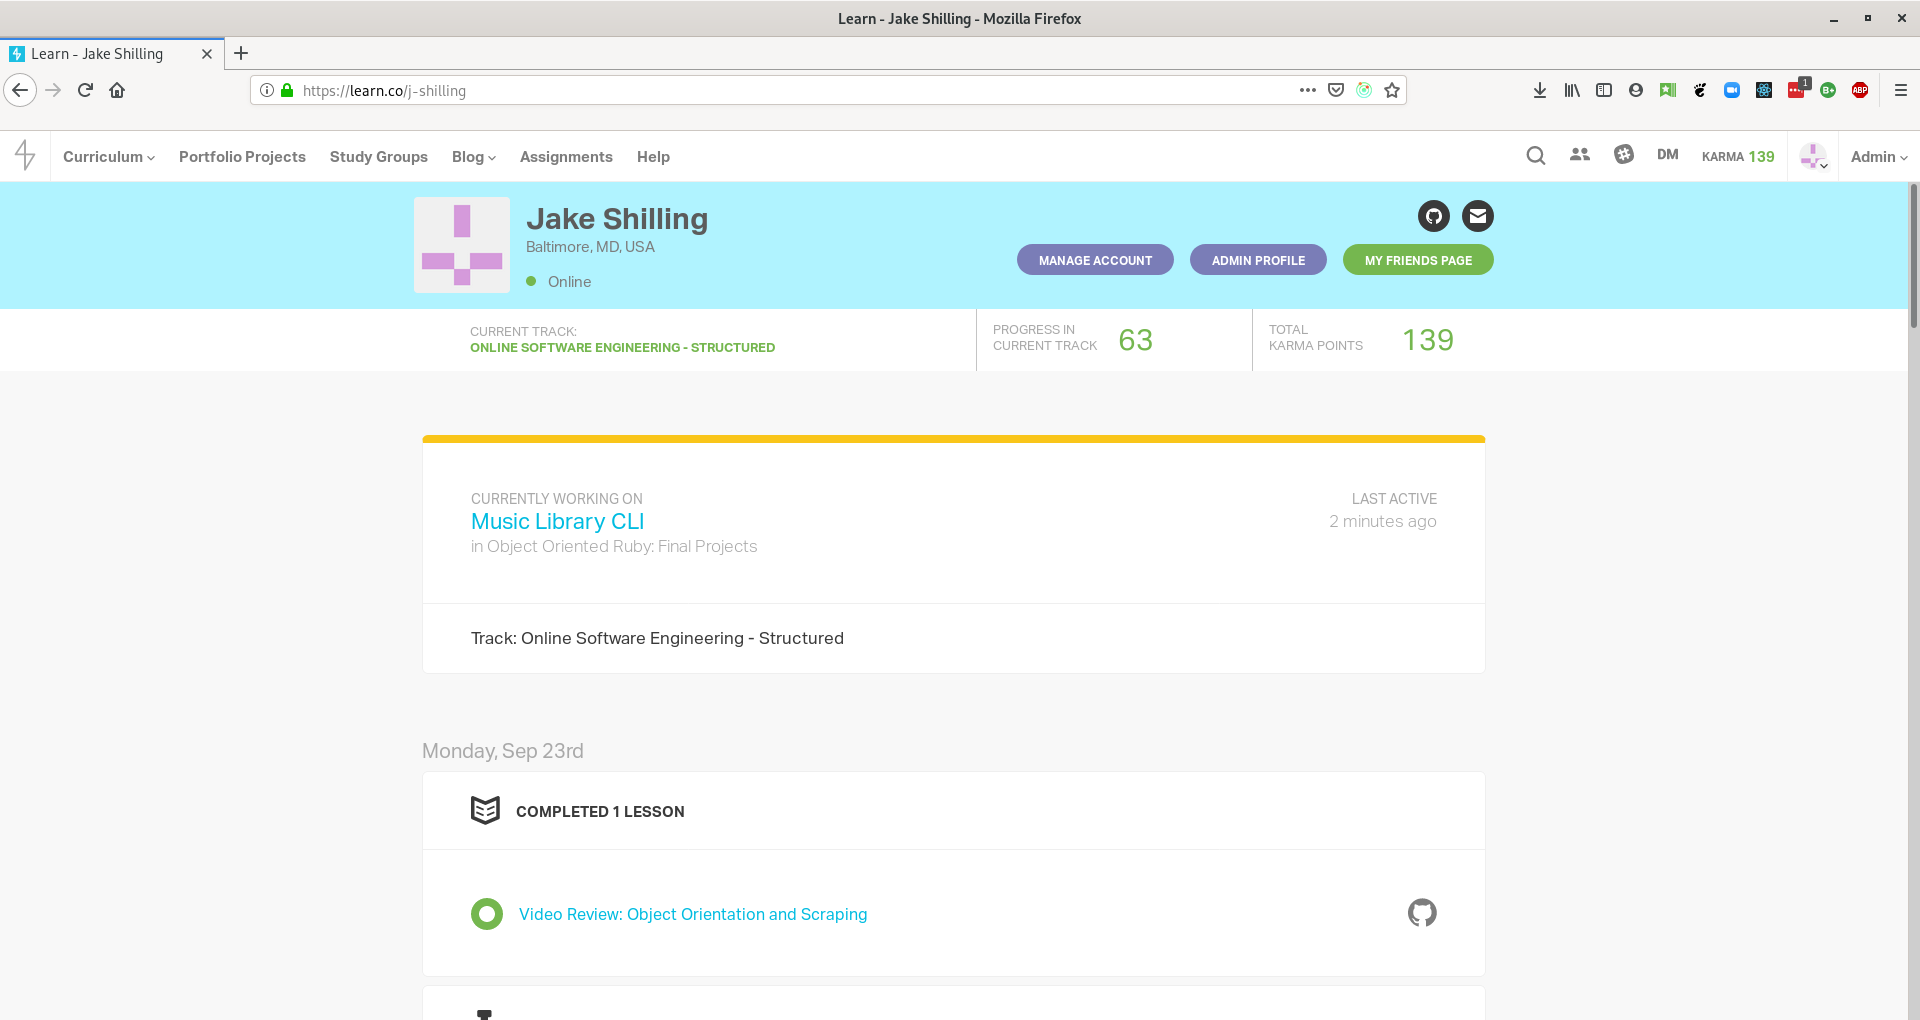 Learn - Jake Shilling - Mozilla Firefox
Learn - Jake Shilling
https://learn.co/j-shilling
1
B+
ABP
Curriculum
Portfolio Projects
Study Groups
Blog
Assignments
Help
DM
KARMA 139
Admin
Jake Shilling
Baltimore, MD, USA
Online
MANAGE ACCOUNT
ADMIN PROFILE
MY FRIENDS PAGE
CURRENT TRACK:
ONLINE SOFTWARE ENGINEERING - STRUCTURED
PROGRESS IN
CURRENT TRACK
63
TOTAL
KARMA POINTS
139
CURRENTLY WORKING ON
Music Library CLI
in Object Oriented Ruby: Final Projects
LAST ACTIVE
2 minutes ago
Track: Online Software Engineering - Structured
Monday, Sep 23rd
COMPLETED 1 LESSON
Video Review: Object Orientation and Scraping